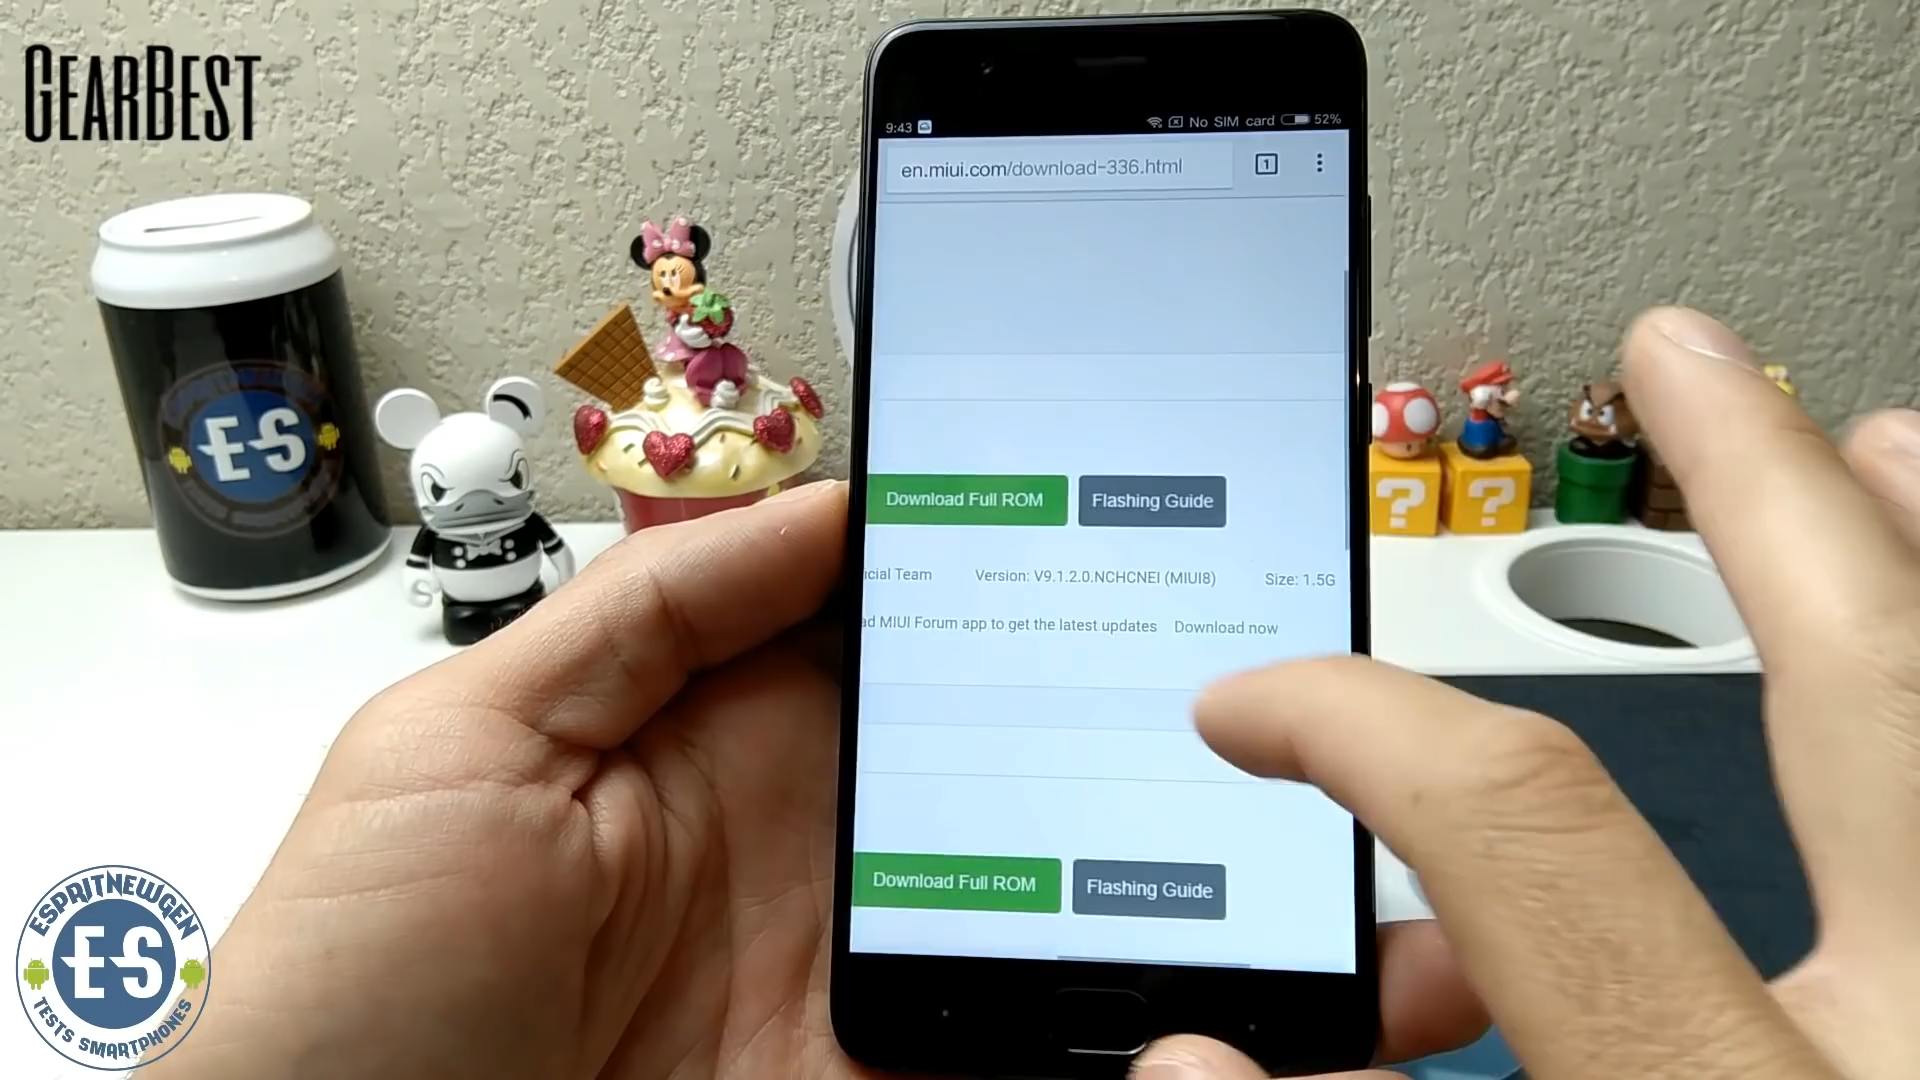 GEARBEST
9:43
No SIM card
52%
en.miui.com/download-336.html
1
Download Full ROM
Flashing Guide
icial Team
Version: V9.1.2.0.NCHCNEI (MIUI8)
Size: 1.5G
ad MIUI Forum app to get the latest updates
Download now
Download Full ROM
Flashing Guide
ES
?
?
ESPRITNEWGEN
ES
TESTS SMARTPHONES